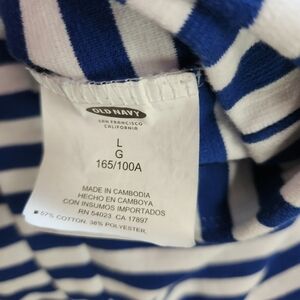 OLD NAVY
SAN FRANCISCO
CALIFORNIA
L
G
165/100A
MADE IN CAMBODIA
HECHO EN CAMBOYA
CON INSUMOS IMPORTADOS
RN 54023 CA 17897
57% COTTON. 38% POLYESTER.